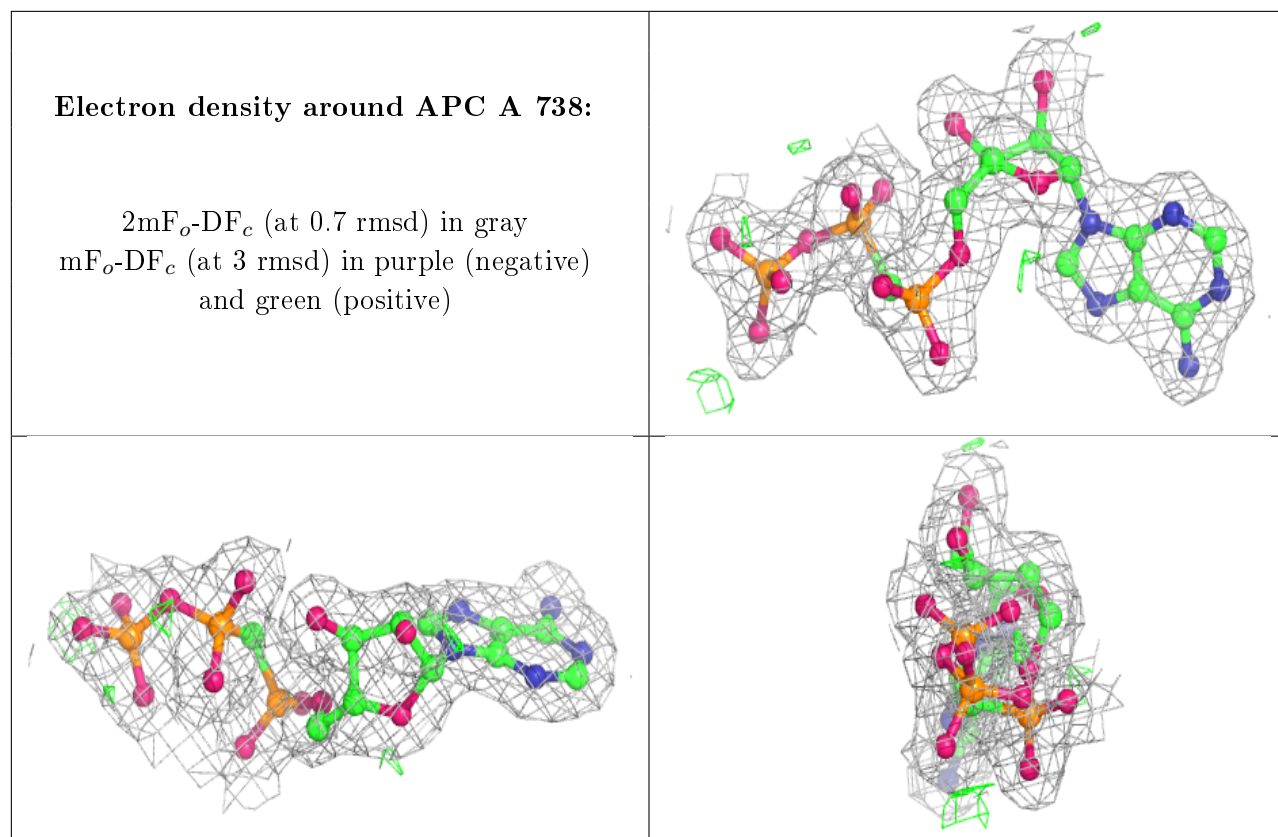 Electron density around APC A 738:
2mFo-DFc (at 0.7 rmsd) in gray
mFo-DFc (at 3 rmsd) in purple (negative)
and green (positive)